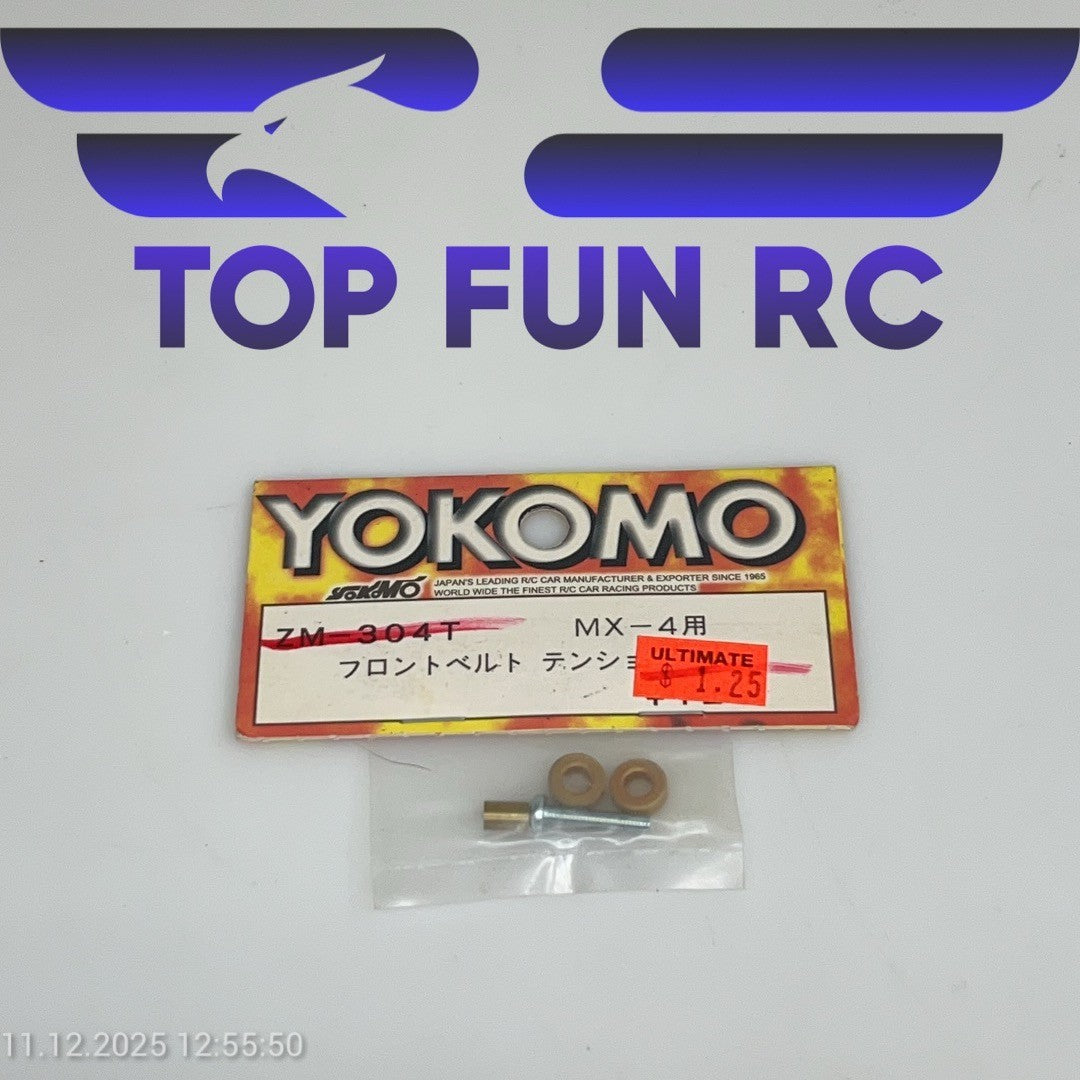 TOP FUN RC
YOKOMO
YOKOMO JAPAN'S LEADING R/C CAR MANUFACTURER & EXPORTER SINCE 1965
WORLD WIDE THE FINEST R/C CAR RACING PRODUCTS
ZM-304T MX-4用
フロントベルト テンショ
ULTIMATE
$ 1.25
11.12.2025 12:55:50